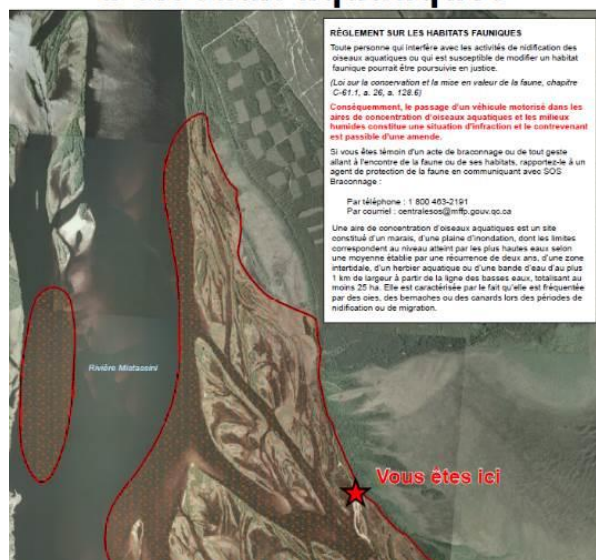 RÈGLEMENT SUR LES HABITATS FAUNIQUES
Toute personne qui interfère avec les activités de nidification des
oiseaux aquatiques ou qui est susceptible de modifier un habitat
faunique pourrait être poursuivie en justice.
(Loi sur la conservation et la mise en valeur de la faune, chapitre
C-61.1, a. 26, a. 128.6)
Conséquemment, le passage d'un véhicule motorisé dans les
aires de concentration d'oiseaux aquatiques et les milieux
humides constitue une situation d'infraction et le contrevenant
est passible d'une amende.
Si vous êtes témoin d'un acte de braconnage ou de tout geste
allant à l'encontre de la faune ou de ses habitats, rapportez-le à un
agent de protection de la faune en communiquant avec SOS
Braconnage :
Par téléphone : 1 800 463-2191
Par courriel : centralesos@mffp.gouv.qc.ca
Une aire de concentration d'oiseaux aquatiques est un site
constitué d'un marais, d'une plaine d'inondation, dont les limites
correspondent au niveau atteint par les plus hautes eaux selon
une moyenne établie par une récurrence de deux ans, d'une zone
intertidale, d'un herbier aquatique ou d'une bande d'eau d'au plus
1 km de largeur à partir de la ligne des basses eaux, totalisant au
moins 25 ha. Elle est caractérisée par le fait qu'elle est fréquentée
par des oies, des bernaches ou des canards lors des périodes de
nidification ou de migration.
Rivière Mistassini
Vous êtes ici